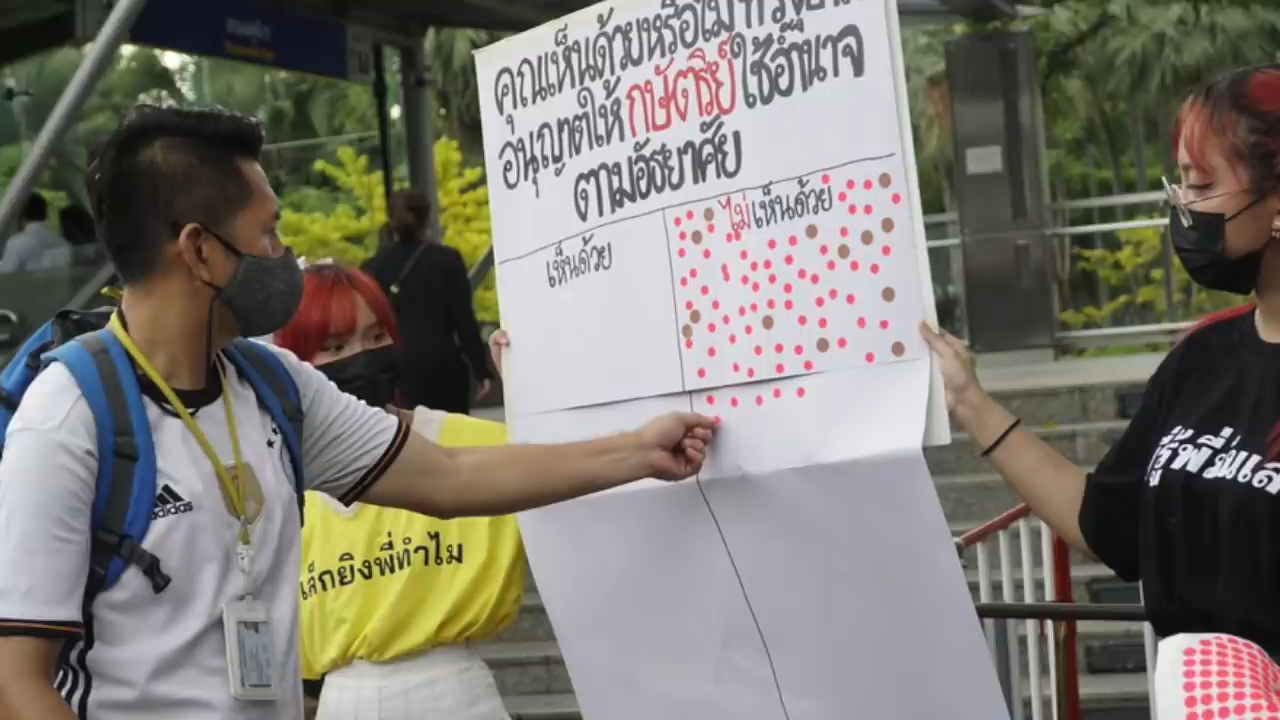 คุณเห็นด้วยหรือไม่ ที่รัฐบาล
อนุญาตให้กษัตริย์ใช้อำนาจ
ตามอัธยาศัย
เห็นด้วย
ไม่เห็นด้วย
adidas
เล็กยิงพี่ทำไม